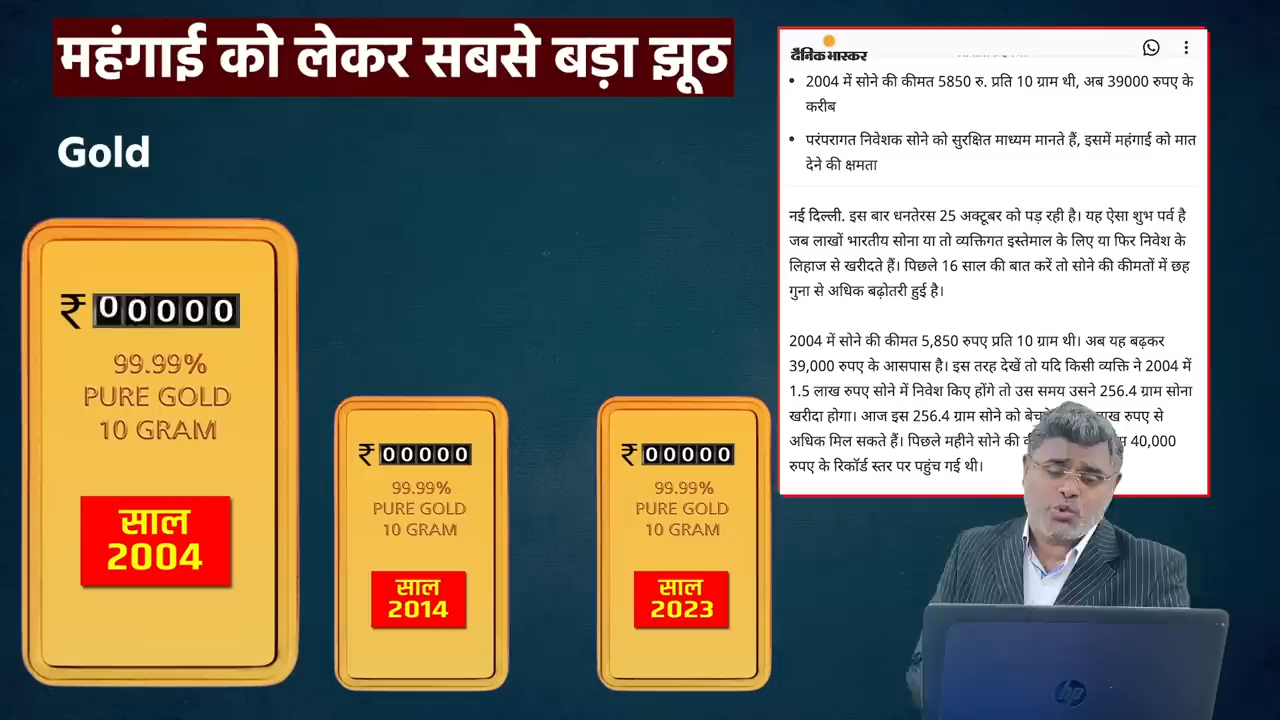 महंगाई को लेकर सबसे बड़ा झूठ
Gold
₹ 00000
99.99%
PURE GOLD
10 GRAM
साल
2004
₹ 00000
99.99%
PURE GOLD
10 GRAM
साल
2014
₹ 00000
99.99%
PURE GOLD
10 GRAM
साल
2023
दैनिक भास्कर
• 2004 में सोने की कीमत 5850 रु. प्रति 10 ग्राम थी, अब 39000 रुपए के
करीब
• परंपरागत निवेशक सोने को सुरक्षित माध्यम मानते हैं, इसमें महंगाई को मात
देने की क्षमता
नई दिल्ली. इस बार धनतेरस 25 अक्टूबर को पड़ रही है। यह ऐसा शुभ पर्व है
जब लाखों भारतीय सोना या तो व्यक्तिगत इस्तेमाल के लिए या फिर निवेश के
लिहाज से खरीदते हैं। पिछले 16 साल की बात करें तो सोने की कीमतों में छह
गुना से अधिक बढ़ोतरी हुई है।
2004 में सोने की कीमत 5,850 रुपए प्रति 10 ग्राम थी। अब यह बढ़कर
39,000 रुपए के आसपास है। इस तरह देखें तो यदि किसी व्यक्ति ने 2004 में
1.5 लाख रुपए सोने में निवेश किए होंगे तो उस समय उसने 256.4 ग्राम सोना
खरीदा होगा। आज इस 256.4 ग्राम सोने को रुपए से
अधिक मिल सकते हैं। पिछले महीने सोने की 40,000
रुपए के रिकॉर्ड स्तर पर पहुंच गई थी।
hp